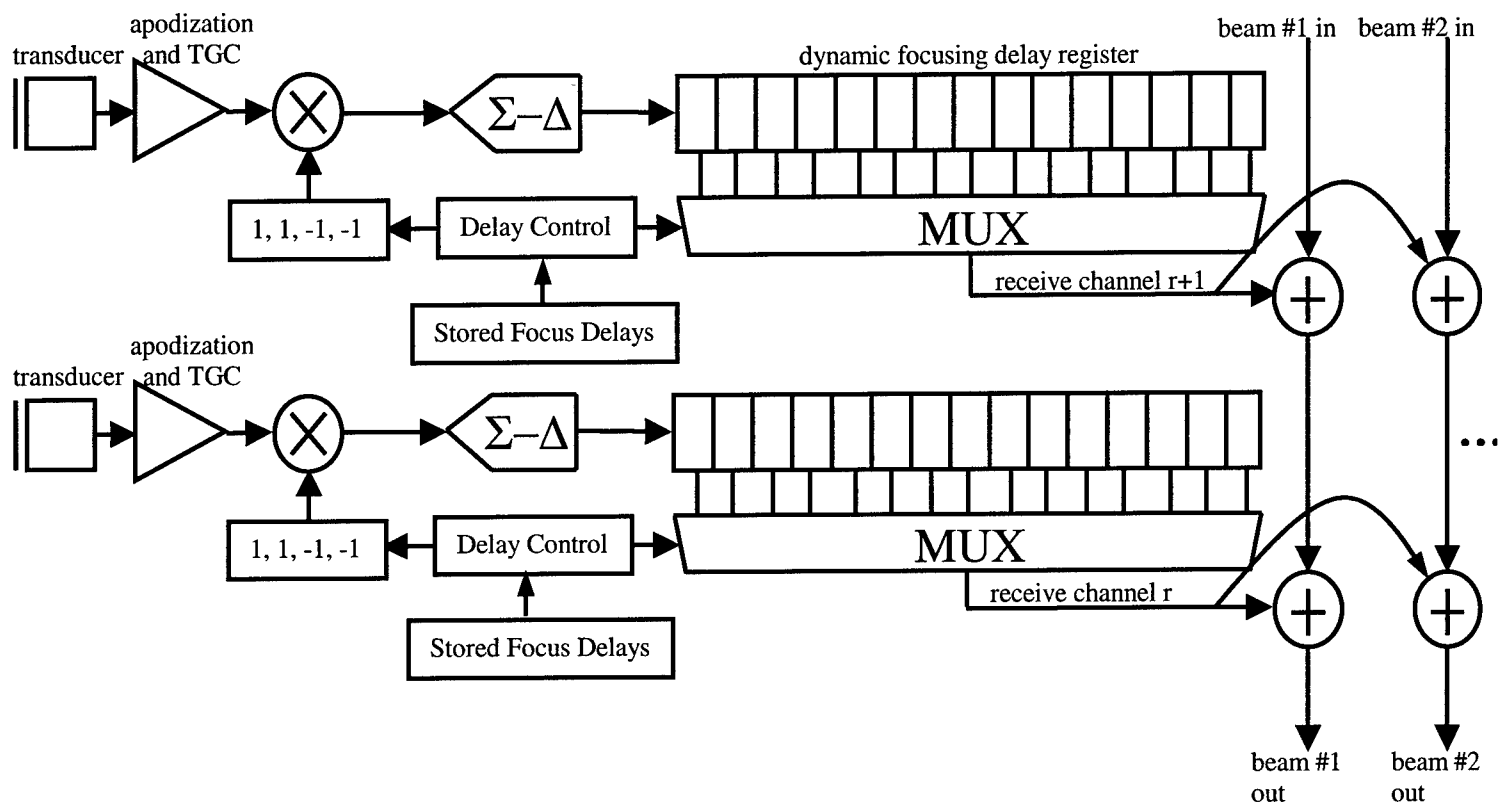 beam #1 in
beam #2 in
apodization
and TGC
transducer
dynamic focusing delay register
Σ–Δ
1, 1, -1, -1
Delay Control
MUX
receive channel r+1
Stored Focus Delays
apodization
and TGC
transducer
Σ–Δ
1, 1, -1, -1
Delay Control
MUX
receive channel r
Stored Focus Delays
beam #1
out
beam #2
out